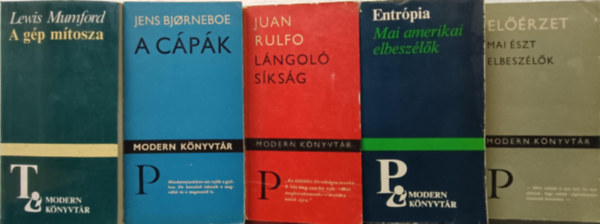 Lewis Mumford
A gép mítosza
T&
MODERN
KÖNYVTÁR
JENS BJØRNEBOE
A CÁPÁK
MODERN KÖNYVTÁR
P
JUAN
RULFO
LÁNGOLÓ
SÍKSÁG
MODERN KÖNYVTÁR
P
Entrópia
Mai amerikai
elbeszélők
P&
MODERN
KÖNYVTÁR
ELŐÉRZET
MAI ÉSZT
ELBESZÉLŐK
MODERN KÖNYVTÁR
P